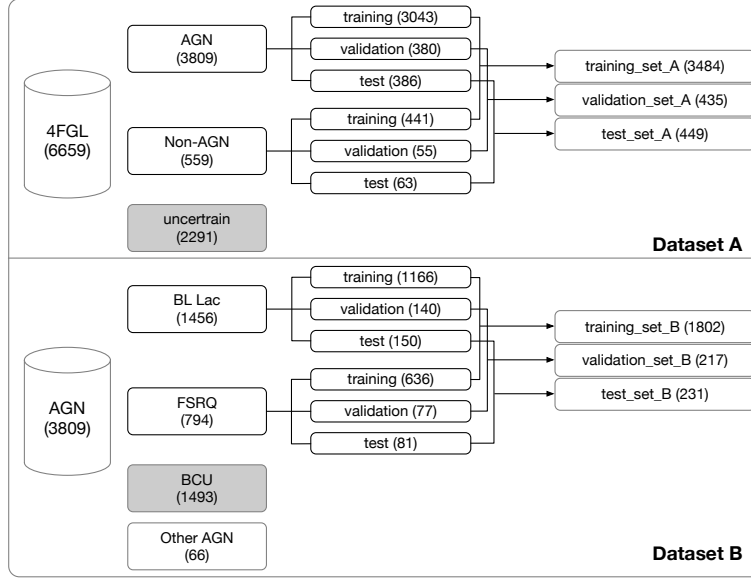 4FGL
(6659)
AGN
(3809)
training (3043)
validation (380)
test (386)
Non-AGN
(559)
training (441)
validation (55)
test (63)
uncertrain
(2291)
training_set_A (3484)
validation_set_A (435)
test_set_A (449)
Dataset A
AGN
(3809)
BL Lac
(1456)
training (1166)
validation (140)
test (150)
FSRQ
(794)
training (636)
validation (77)
test (81)
BCU
(1493)
Other AGN
(66)
training_set_B (1802)
validation_set_B (217)
test_set_B (231)
Dataset B